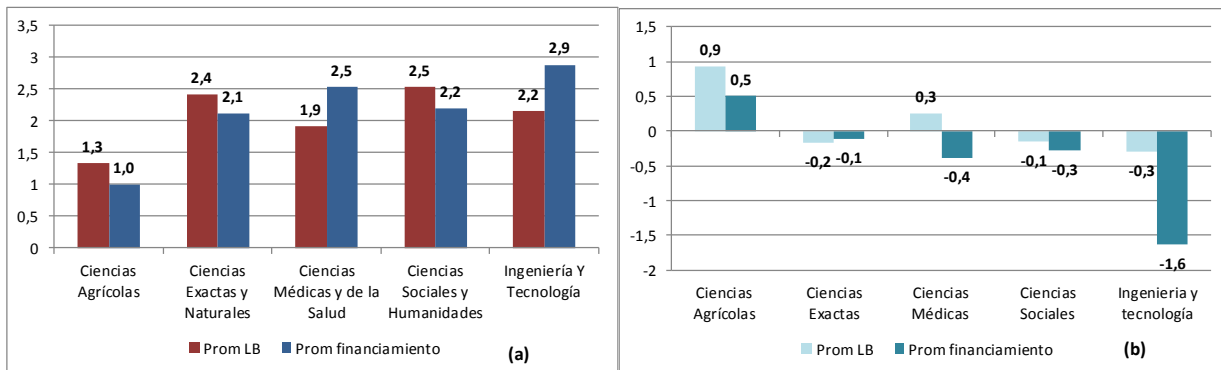 3,5
3
2,5
2
1,5
1
0,5
0
1,3
1,0
2,4
2,1
1,9
2,5
2,5
2,2
2,2
2,9
Ciencias
Agrícolas
Ciencias
Exactas y
Naturales
Ciencias
Médicas y de la
Salud
Ciencias
Sociales y
Humanidades
Ingeniería Y
Tecnología
Prom LB
Prom financiamiento
(a)
1,5
1
0,5
0
-0,5
-1
-1,5
-2
0,9
0,5
-0,2
-0,1
0,3
-0,4
-0,1
-0,3
-0,3
-1,6
Ciencias
Agrícolas
Ciencias
Exactas
Ciencias
Médicas
Ciencias
Sociales
Ingenieria y
tecnología
Prom LB
Prom financiamiento
(b)